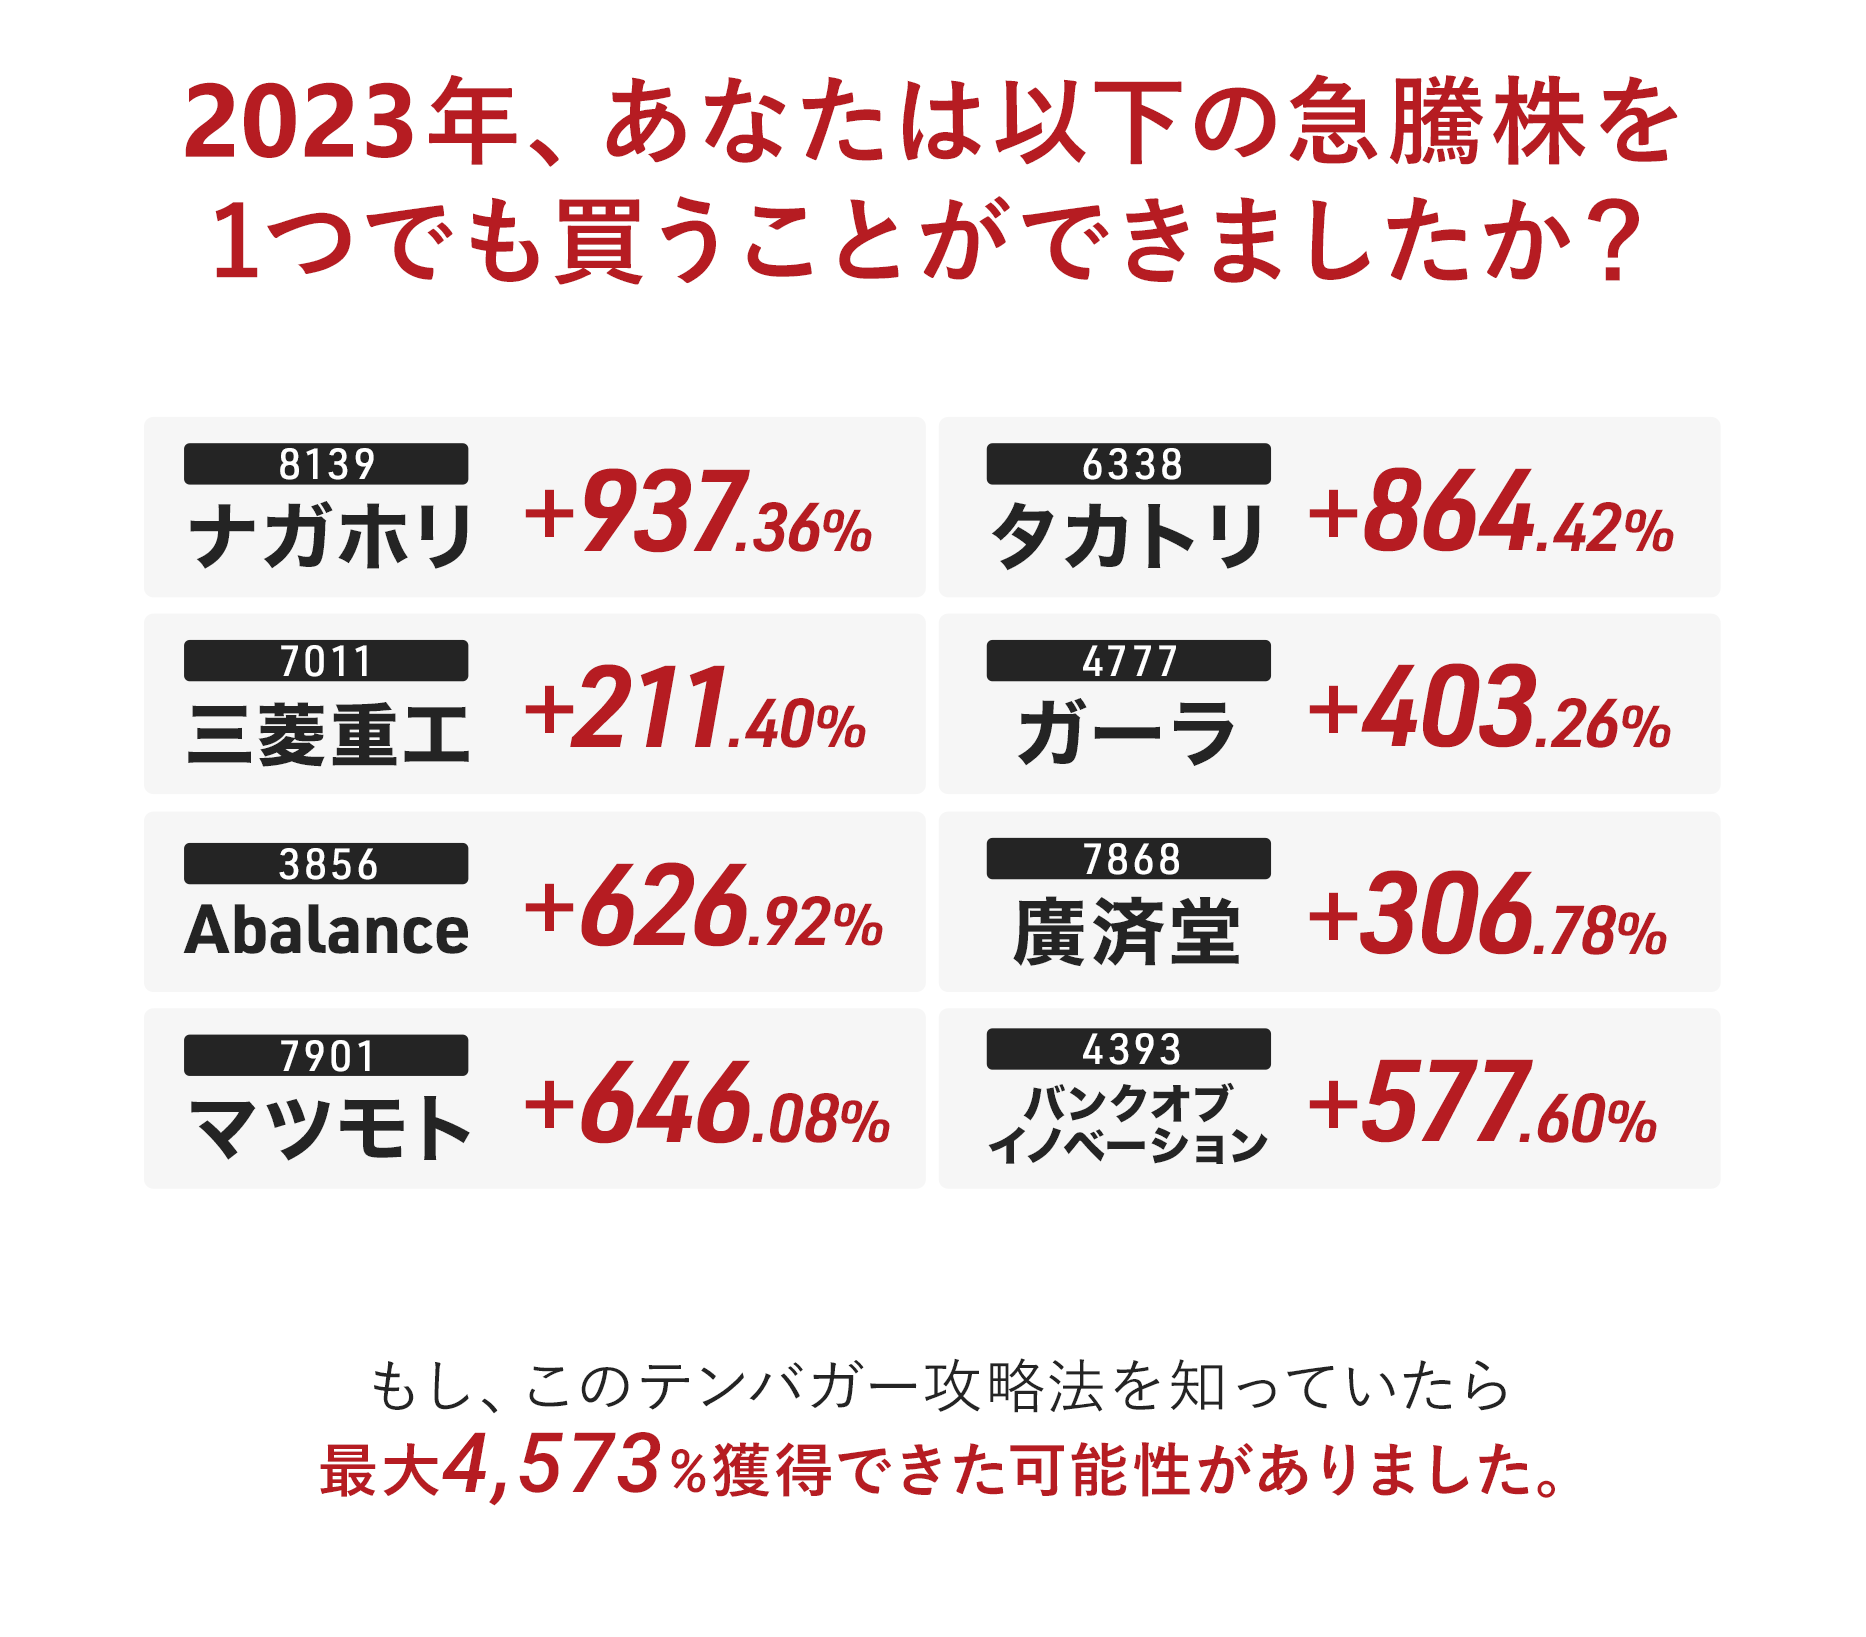 2023年、あなたは以下の急騰株を
1つでも買うことができましたか？
8139
ナガホリ
+937.36%
6338
タカトリ
+864.42%
7011
三菱重工
+211.40%
4777
ガーラ
+403.26%
3856
Abalance
+626.92%
7868
廣済堂
+306.78%
7901
マツモト
+646.08%
4393
バンクオブ
イノベーション
+577.60%
もし、このテンバガー攻略法を知っていたら
最大4,573%獲得できた可能性がありました。